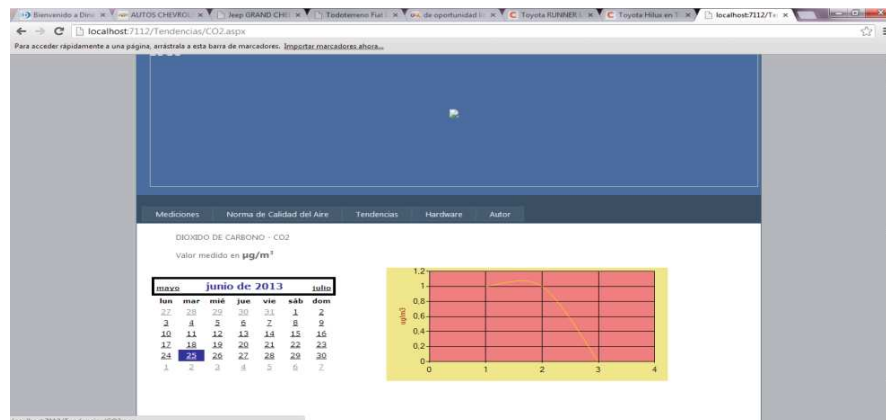 Bienvenido a Dino
AUTOS CHEVROL
Jeep GRAND CHE
Todoterreno Fiat
de oportunidad
Toyota RUNNER
Toyota Hilux en
localhost:7112/Te
localhost:7112/Tendencias/CO2.aspx
Para acceder rápidamente a una página, arrástrala a esta barra de marcadores. Importar marcadores ahora...
Mediciones Norma de Calidad del Aire Tendencias Hardware Autor
DIOXIDO DE CARBONO - CO2
Valor medido en µg/m³
mayo junio de 2013 julio
lun mar mié jue vie sáb dom
27 28 29 30 31 1 2
3 4 5 6 7 8 9
10 11 12 13 14 15 16
17 18 19 20 21 22 23
24 25 26 27 28 29 30
1 2 3 4 5 6 7
1,2
1
0,8
0,6
0,4
0,2
0
0 1 2 3 4